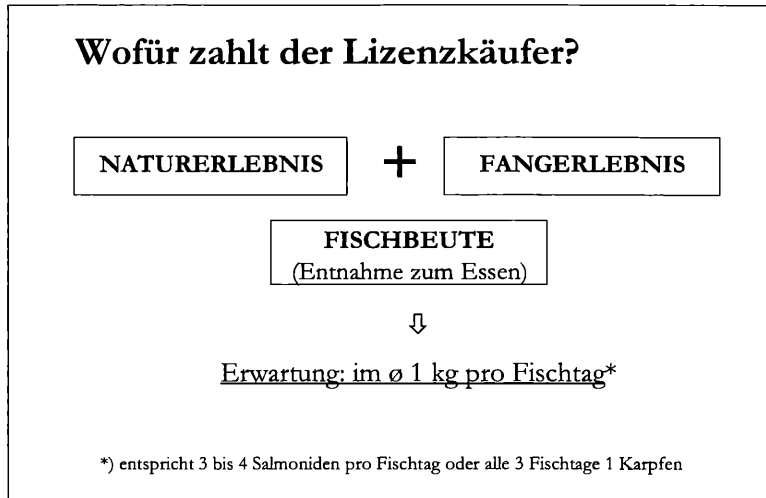 Wofür zahlt der Lizenzkäufer?
NATURERLEBNIS + FANGERLEBNIS
FISCHBEUTE
(Entnahme zum Essen)
⇩
Erwartung: im ø 1 kg pro Fischtag*
*) entspricht 3 bis 4 Salmoniden pro Fischtag oder alle 3 Fischtage 1 Karpfen